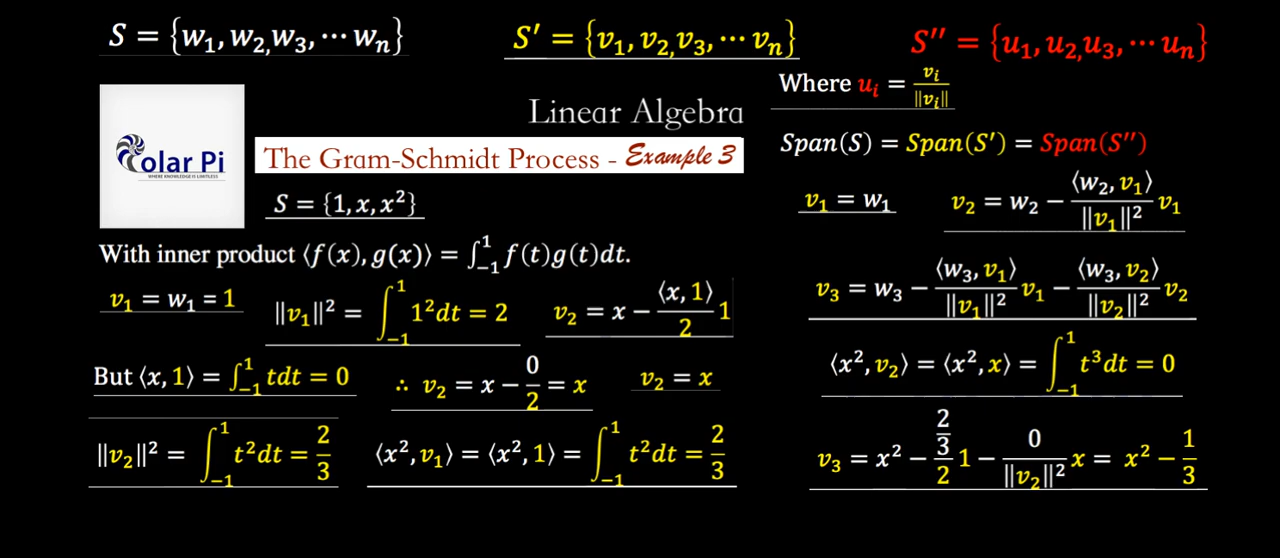 S = {w₁, w₂, w₃, ⋯ wₙ}
S′ = {v₁, v₂, v₃, ⋯ vₙ}
S″ = {u₁, u₂, u₃, ⋯ uₙ}
Where uᵢ = vᵢ/‖vᵢ‖
Linear Algebra
olar Pi
WHERE KNOWLEDGE IS LIMITLESS
The Gram-Schmidt Process - Example 3
Span(S) = Span(S′) = Span(S″)
S = {1, x, x²}
v₁ = w₁
v₂ = w₂ − ⟨w₂, v₁⟩/‖v₁‖² v₁
With inner product ⟨f(x), g(x)⟩ = ∫₋₁¹ f(t)g(t)dt.
v₁ = w₁ = 1
‖v₁‖² = ∫₋₁¹ 1²dt = 2
v₂ = x − ⟨x, 1⟩/2 1
v₃ = w₃ − ⟨w₃, v₁⟩/‖v₁‖² v₁ − ⟨w₃, v₂⟩/‖v₂‖² v₂
But ⟨x, 1⟩ = ∫₋₁¹ tdt = 0
∴ v₂ = x − 0/2 = x
v₂ = x
⟨x², v₂⟩ = ⟨x², x⟩ = ∫₋₁¹ t³dt = 0
‖v₂‖² = ∫₋₁¹ t²dt = 2/3
⟨x², v₁⟩ = ⟨x², 1⟩ = ∫₋₁¹ t²dt = 2/3
v₃ = x² − (2/3)/2 1 − 0/‖v₂‖² x = x² − 1/3